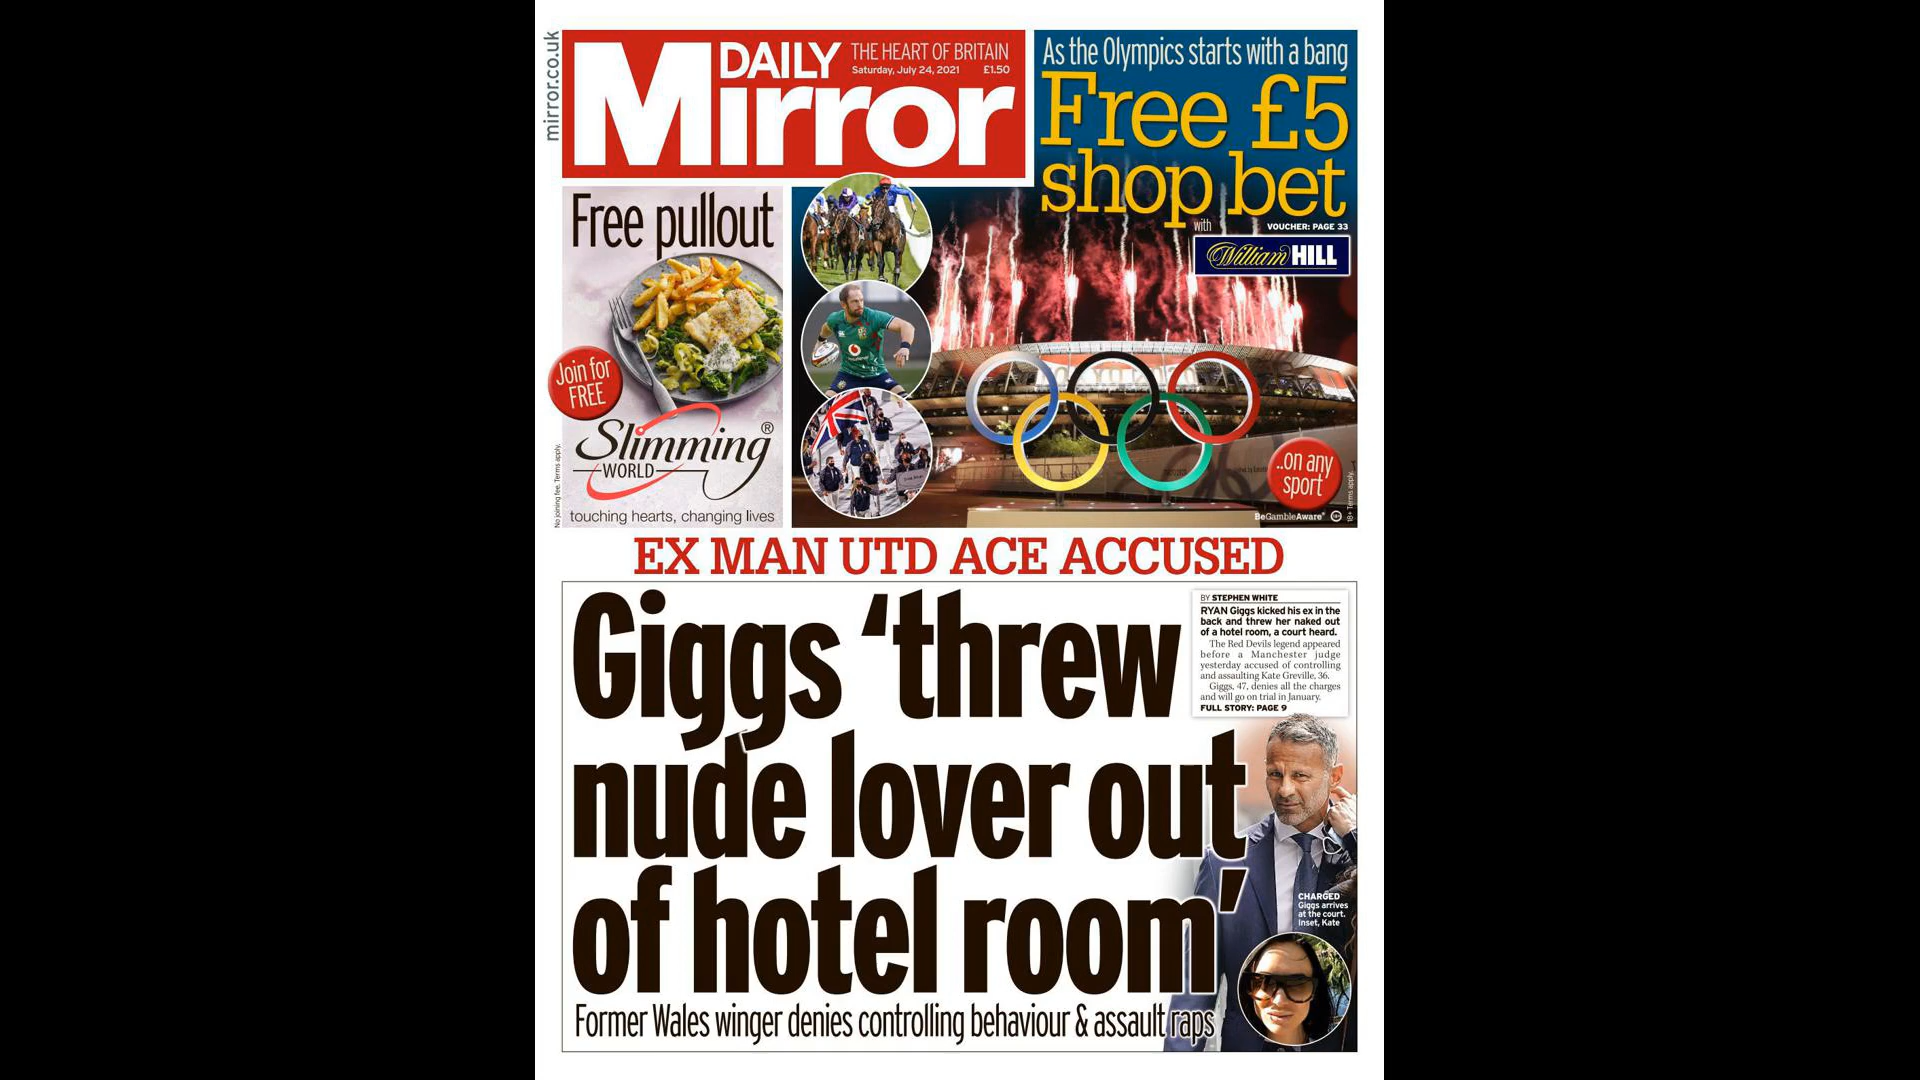 mirror.co.uk
DAILY
Mirror
THE HEART OF BRITAIN
Saturday, July 24, 2021 £1.50
As the Olympics starts with a bang
Free £5
shop bet
with
VOUCHER: PAGE 33
William HILL
Free pullout
Join for
FREE
Slimming ®
WORLD
touching hearts, changing lives
No joining fee. Terms apply.
..on any
sport
BeGambleAware®
18+ Terms apply.
EX MAN UTD ACE ACCUSED
Giggs ‘threw
nude lover out
of hotel room’
BY STEPHEN WHITE
RYAN Giggs kicked his ex in the
back and threw her naked out
of a hotel room, a court heard.
The Red Devils legend appeared
before a Manchester judge
yesterday accused of controlling
and assaulting Kate Greville, 36.
Giggs, 47, denies all the charges
and will go on trial in January.
FULL STORY: PAGE 9
CHARGED
Giggs arrives
at the court.
Inset, Kate
Former Wales winger denies controlling behaviour & assault raps